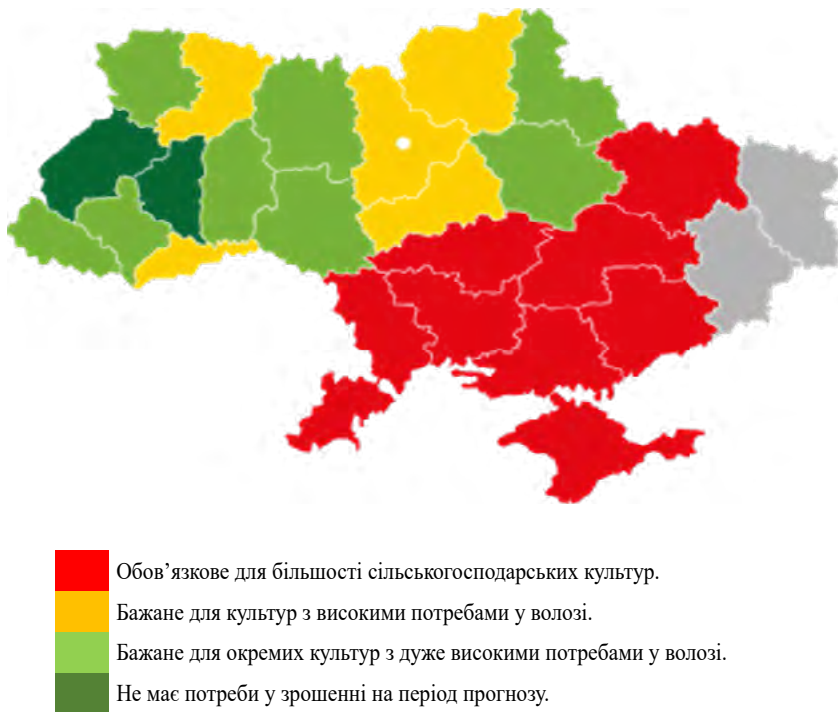 Обов’язкове для більшості сільськогосподарських культур.
Бажане для культур з високими потребами у волозі.
Бажане для окремих культур з дуже високими потребами у волозі.
Не має потреби у зрошенні на період прогнозу.